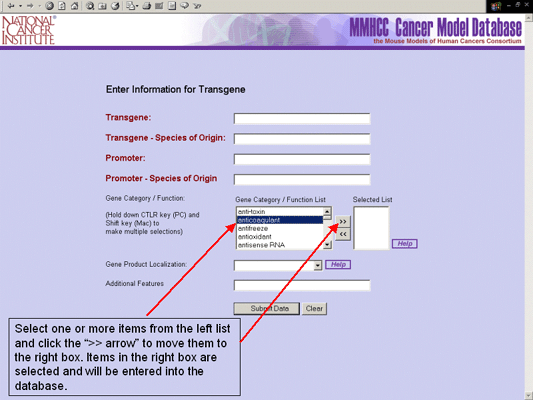 NATIONAL
CANCER
INSTITUTE
MMHCC Cancer Model Database
the Mouse Models of Human Cancers Consortium
Enter Information for Transgene
Transgene:
Transgene - Species of Origin:
Promoter:
Promoter - Species of Origin
Gene Category / Function:
(Hold down CTLR key (PC) and
Shift key (Mac) to
make multiple selections)
Gene Category / Function List
Selected List
anti-toxin
anticoagulant
antifreeze
antioxidant
antisense RNA
>>
<<
Help
Gene Product Localization:
Help
Additional Features
Submit Data
Clear
Select one or more items from the left list
and click the “>> arrow” to move them to
the right box. Items in the right box are
selected and will be entered into the
database.